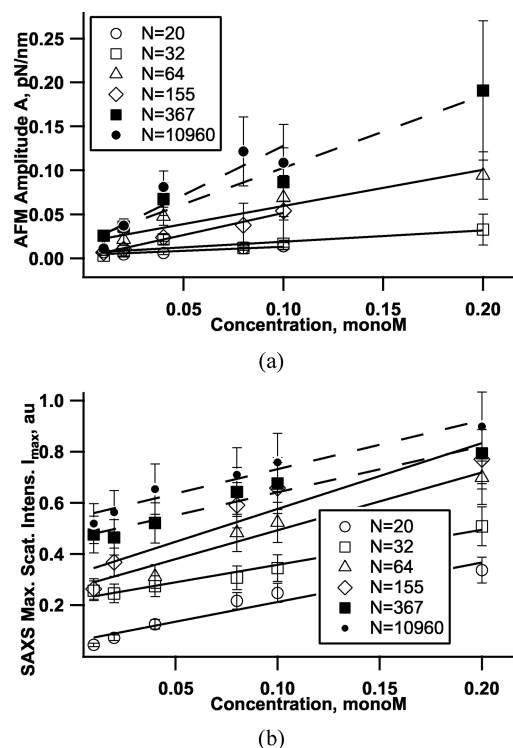 AFM Amplitude A, pN/nm
0.25
0.20
0.15
0.10
0.05
0.00
N=20
N=32
N=64
N=155
N=367
N=10960
0.05 0.10 0.15 0.20
Concentration, monoM
(a)
SAXS Max. Scat. Intens. Imax, au
1.0
0.8
0.6
0.4
0.2
N=20
N=32
N=64
N=155
N=367
N=10960
0.05 0.10 0.15 0.20
Concentration, monoM
(b)